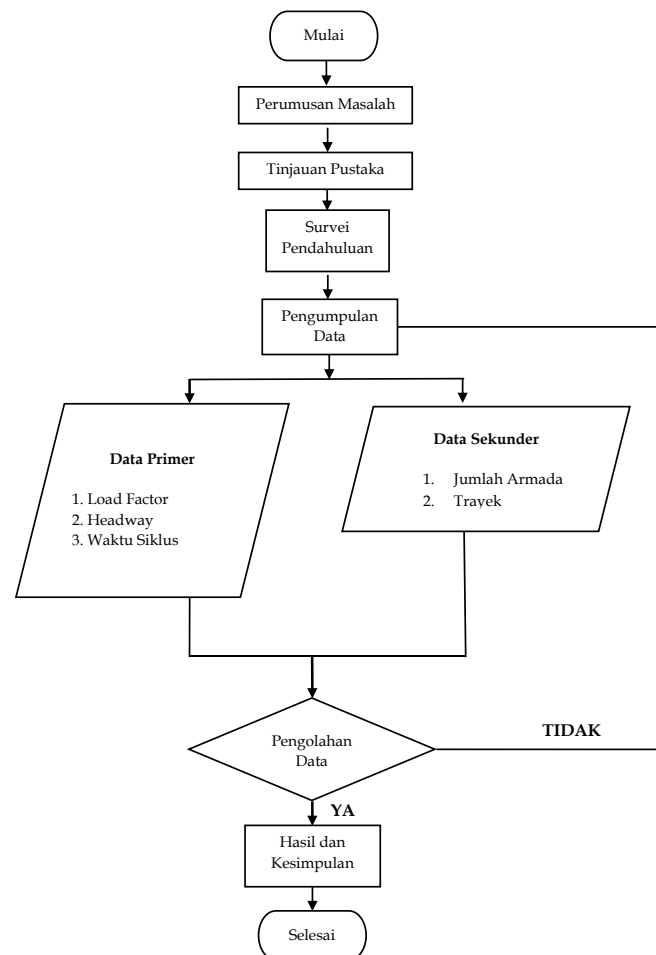 Mulai
Perumusan Masalah
Tinjauan Pustaka
Survei
Pendahuluan
Pengumpulan
Data
Data Primer
1. Load Factor
2. Headway
3. Waktu Siklus
Data Sekunder
1. Jumlah Armada
2. Trayek
Pengolahan
Data
TIDAK
YA
Hasil dan
Kesimpulan
Selesai